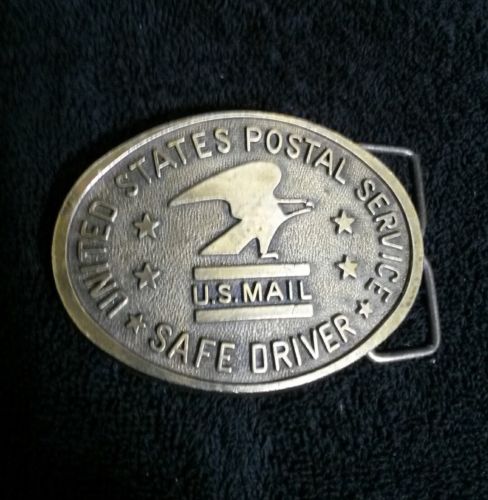 UNITED STATES POSTAL SERVICE
U.S.MAIL
SAFE DRIVER